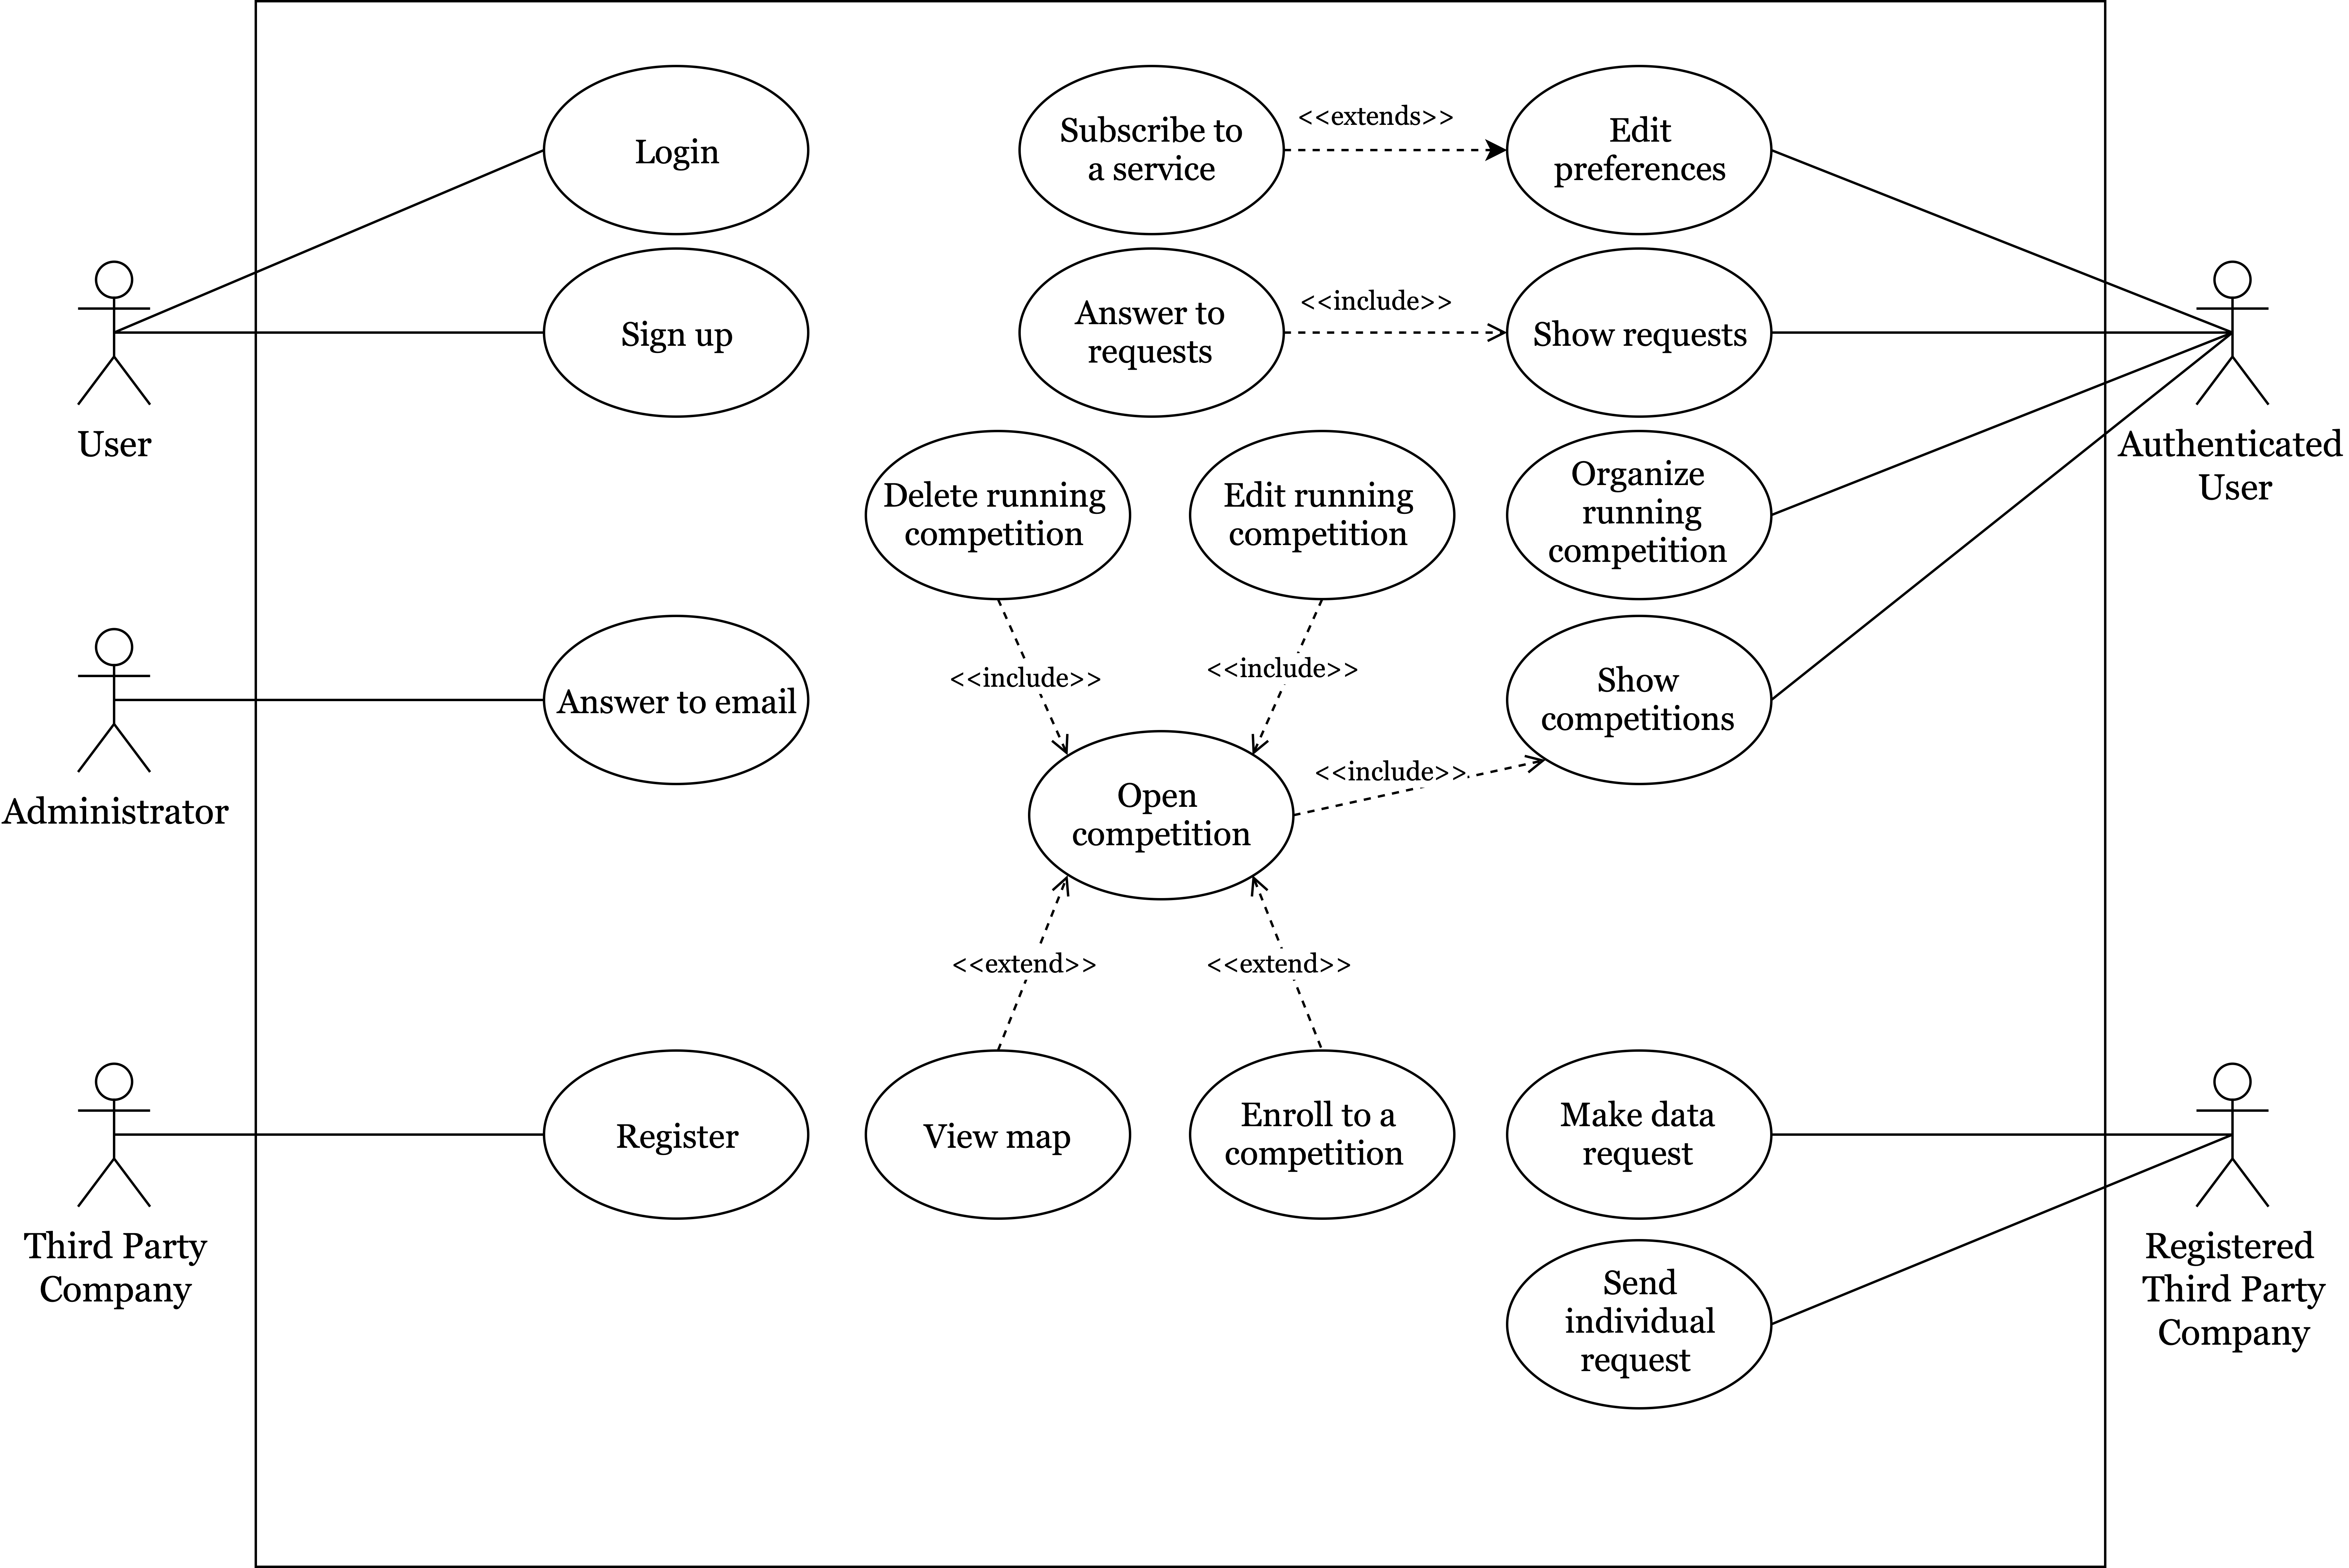 Login
Subscribe to
a service
<<extends>>
Edit
preferences
Sign up
Answer to
requests
<<include>>
Show requests
User
Authenticated
User
Delete running
competition
Edit running
competition
Organize
running
competition
<<include>>
<<include>>
Answer to email
Show
competitions
Administrator
Open
competition
<<include>>
<<extend>>
<<extend>>
Register
View map
Enroll to a
competition
Make data
request
Third Party
Company
Registered
Third Party
Company
Send
individual
request